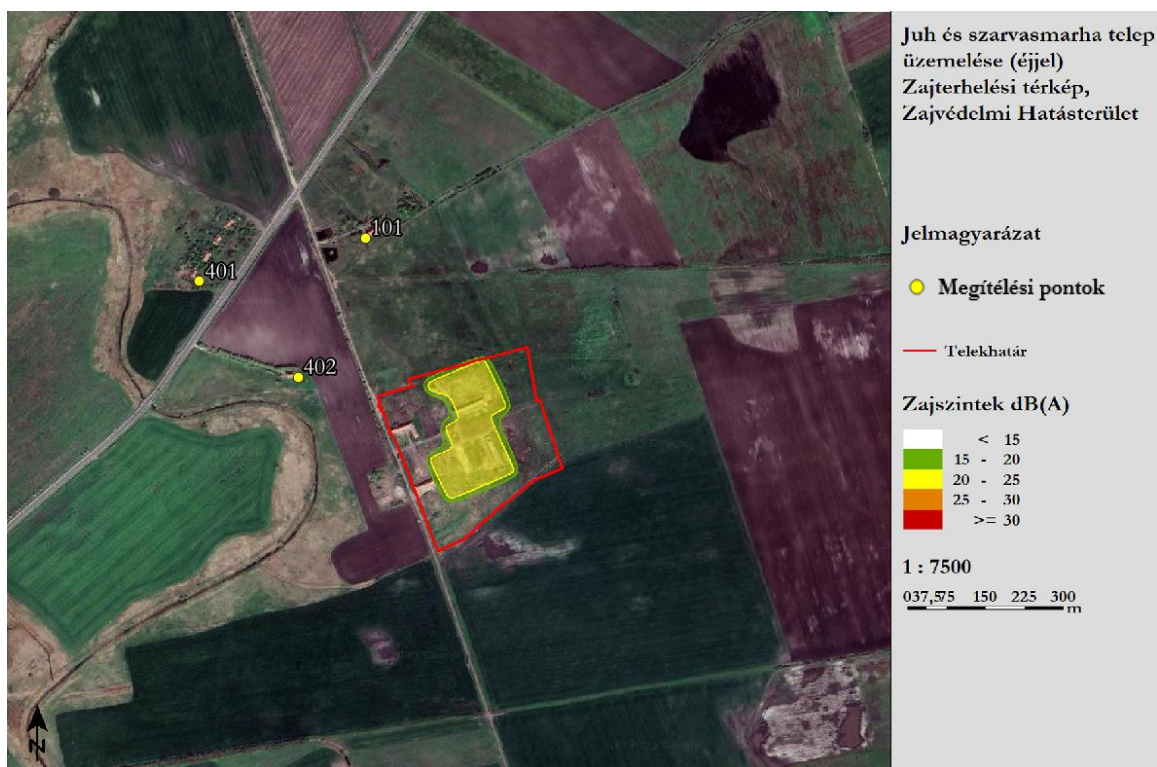 Juh és szarvasmarha telep
üzemelése (éjjel)
Zajterhelési térkép,
Zajvédelmi Hatásterület
101
401
402
Jelmagyarázat
Megítélési pontok
Telekhatár
Zajszintek dB(A)
< 15
15 - 20
20 - 25
25 - 30
>= 30
1 : 7500
037,575 150 225 300
m
N